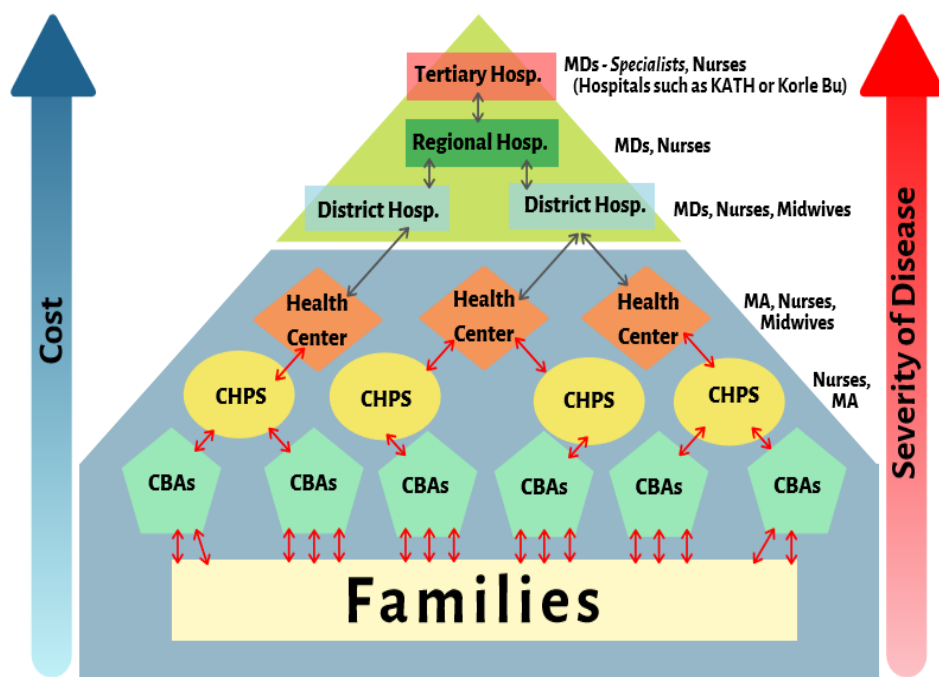 Tertiary Hosp.
MDs - Specialists, Nurses
(Hospitals such as KATH or Korle Bu)
Regional Hosp.
MDs, Nurses
District Hosp.
District Hosp.
MDs, Nurses, Midwives
Health
Center
Health
Center
Health
Center
MA, Nurses,
Midwives
CHPS
CHPS
CHPS
CHPS
Nurses,
MA
CBAs
CBAs
CBAs
CBAs
CBAs
CBAs
Families
Cost
Severity of Disease